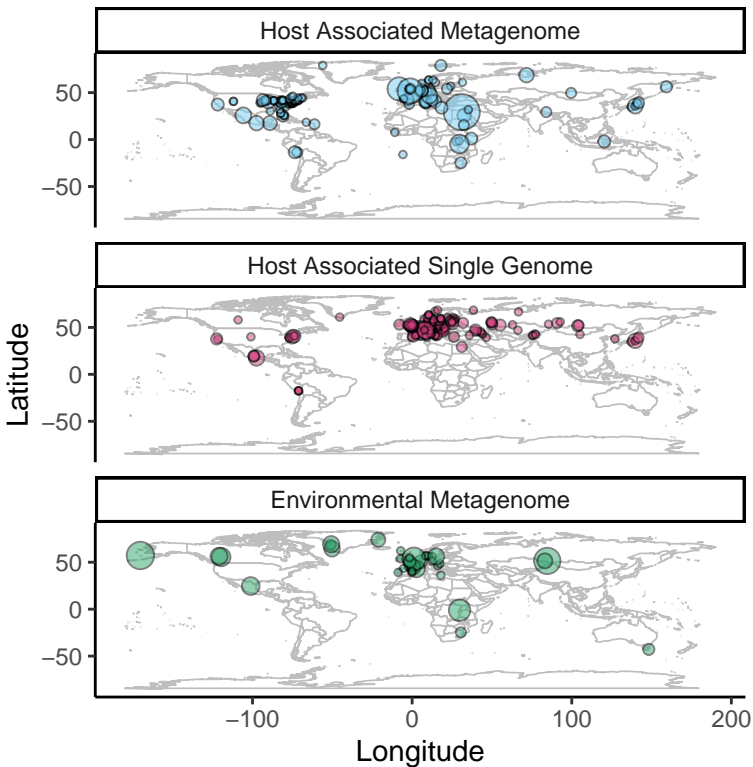 Host Associated Metagenome
50
0
−50
Host Associated Single Genome
50
0
−50
Latitude
Environmental Metagenome
50
0
−50
−100 0 100 200
Longitude